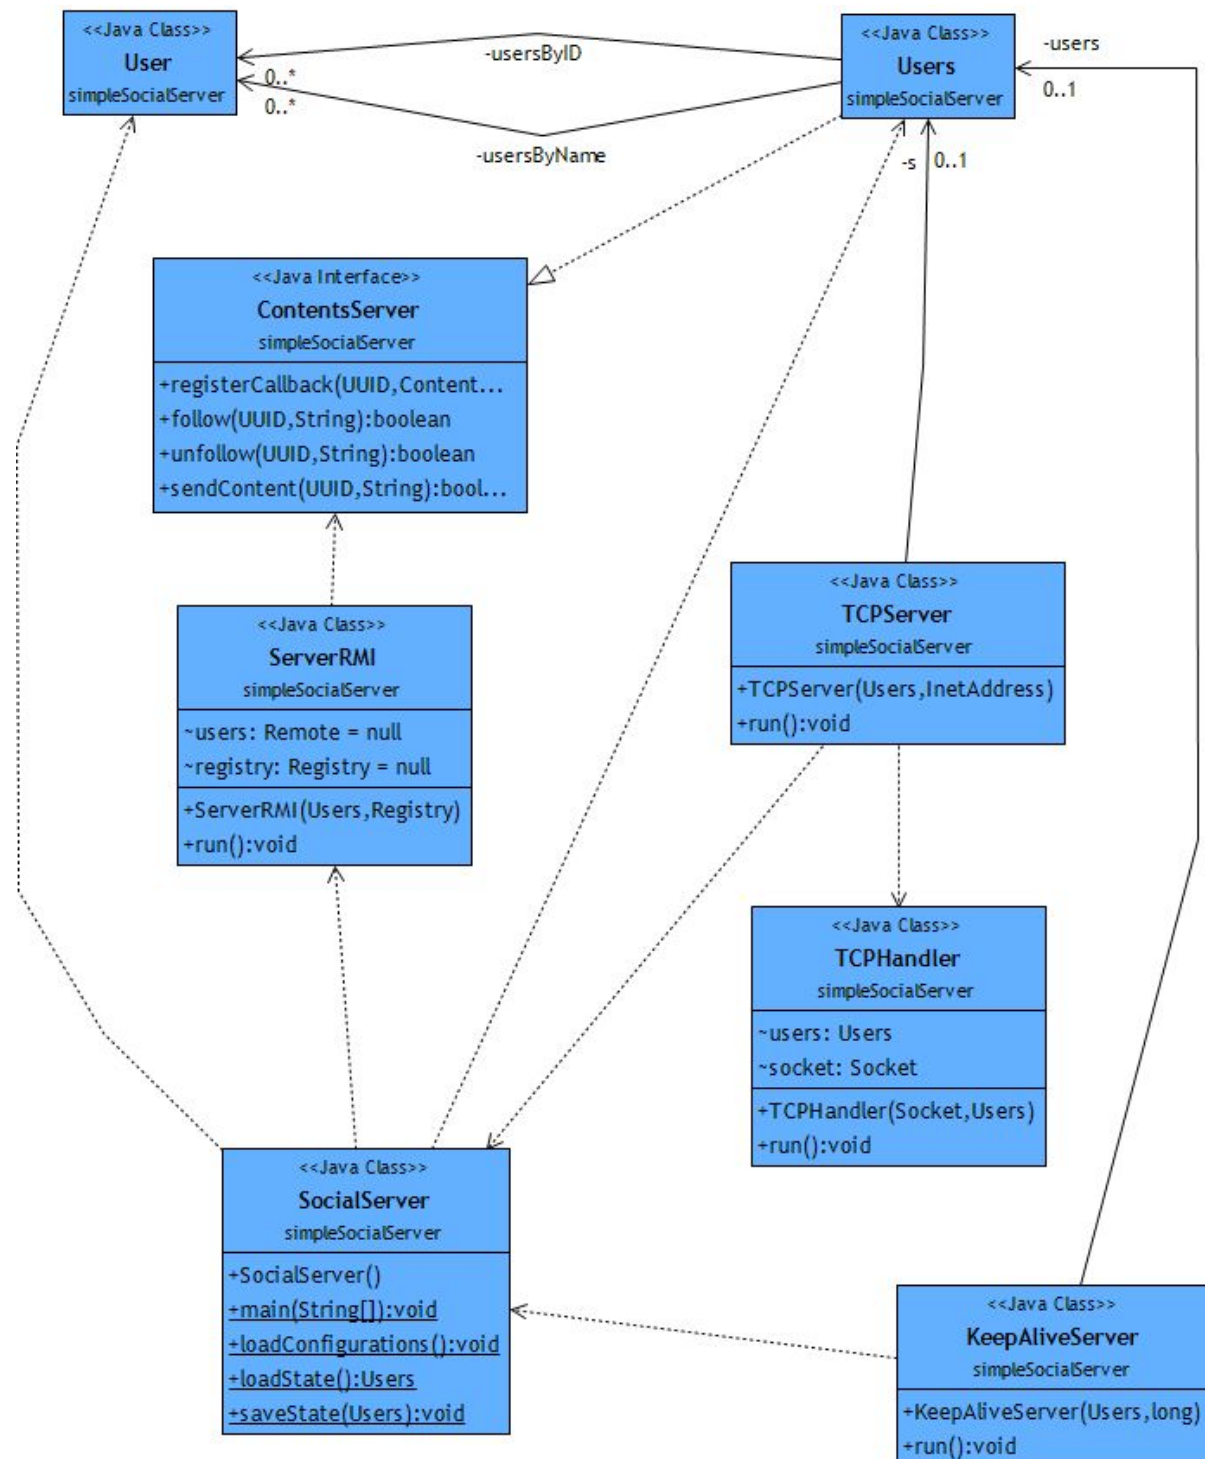 <<Java Class>>
User
simpleSocialServer
-usersByID
0..*
0..*
-usersByName
<<Java Class>>
Users
simpleSocialServer
-users
0..1
-s
0..1
<<Java Interface>>
ContentsServer
simpleSocialServer
+registerCallback(UUID,Content...
+follow(UUID,String):boolean
+unfollow(UUID,String):boolean
+sendContent(UUID,String):bool...
<<Java Class>>
ServerRMI
simpleSocialServer
~users: Remote = null
~registry: Registry = null
+ServerRMI(Users,Registry)
+run():void
<<Java Class>>
TCPServer
simpleSocialServer
+TCPServer(Users,InetAddress)
+run():void
<<Java Class>>
TCPHandler
simpleSocialServer
~users: Users
~socket: Socket
+TCPHandler(Socket,Users)
+run():void
<<Java Class>>
SocialServer
simpleSocialServer
+SocialServer()
+main(String[]):void
+loadConfigurations():void
+loadState():Users
+saveState(Users):void
<<Java Class>>
KeepAliveServer
simpleSocialServer
+KeepAliveServer(Users,long)
+run():void